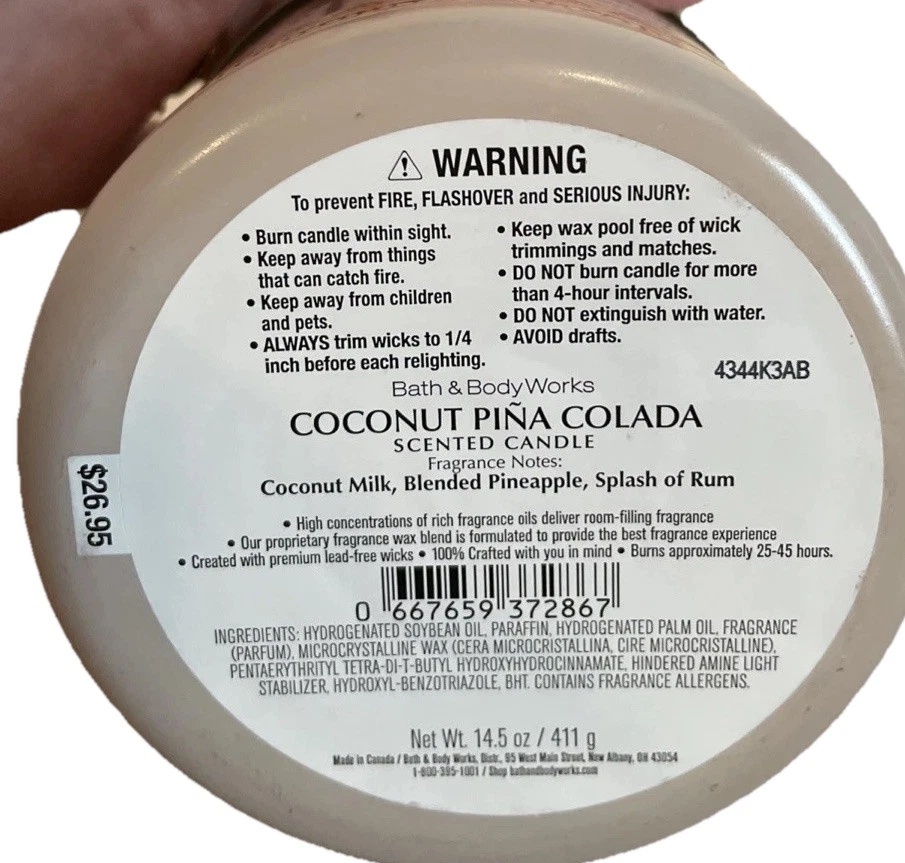 WARNING
To prevent FIRE, FLASHOVER and SERIOUS INJURY:
• Burn candle within sight.
• Keep away from things
that can catch fire.
• Keep away from children
and pets.
• ALWAYS trim wicks to 1/4
inch before each relighting.
• Keep wax pool free of wick
trimmings and matches.
• DO NOT burn candle for more
than 4-hour intervals.
• DO NOT extinguish with water.
• AVOID drafts.
4344K3AB
Bath & Body Works
COCONUT PIÑA COLADA
SCENTED CANDLE
Fragrance Notes:
Coconut Milk, Blended Pineapple, Splash of Rum
• High concentrations of rich fragrance oils deliver room-filling fragrance
• Our proprietary fragrance wax blend is formulated to provide the best fragrance experience
• Created with premium lead-free wicks • 100% Crafted with you in mind • Burns approximately 25-45 hours.
$26.95
0 667659 372867
INGREDIENTS: HYDROGENATED SOYBEAN OIL, PARAFFIN, HYDROGENATED PALM OIL, FRAGRANCE
(PARFUM), MICROCRYSTALLINE WAX (CERA MICROCRISTALLINA, CIRE MICROCRISTALLINE),
PENTAERYTHRITYL TETRA-DI-T-BUTYL HYDROXYHYDROCINNAMATE, HINDERED AMINE LIGHT
STABILIZER, HYDROXYL-BENZOTRIAZOLE, BHT. CONTAINS FRAGRANCE ALLERGENS.
Net Wt. 14.5 oz / 411 g
Made in Canada / Bath & Body Works, Distr., 95 West Main Street, New Albany, OH 43054
1-800-395-1001 / Shop bathandbodyworks.com